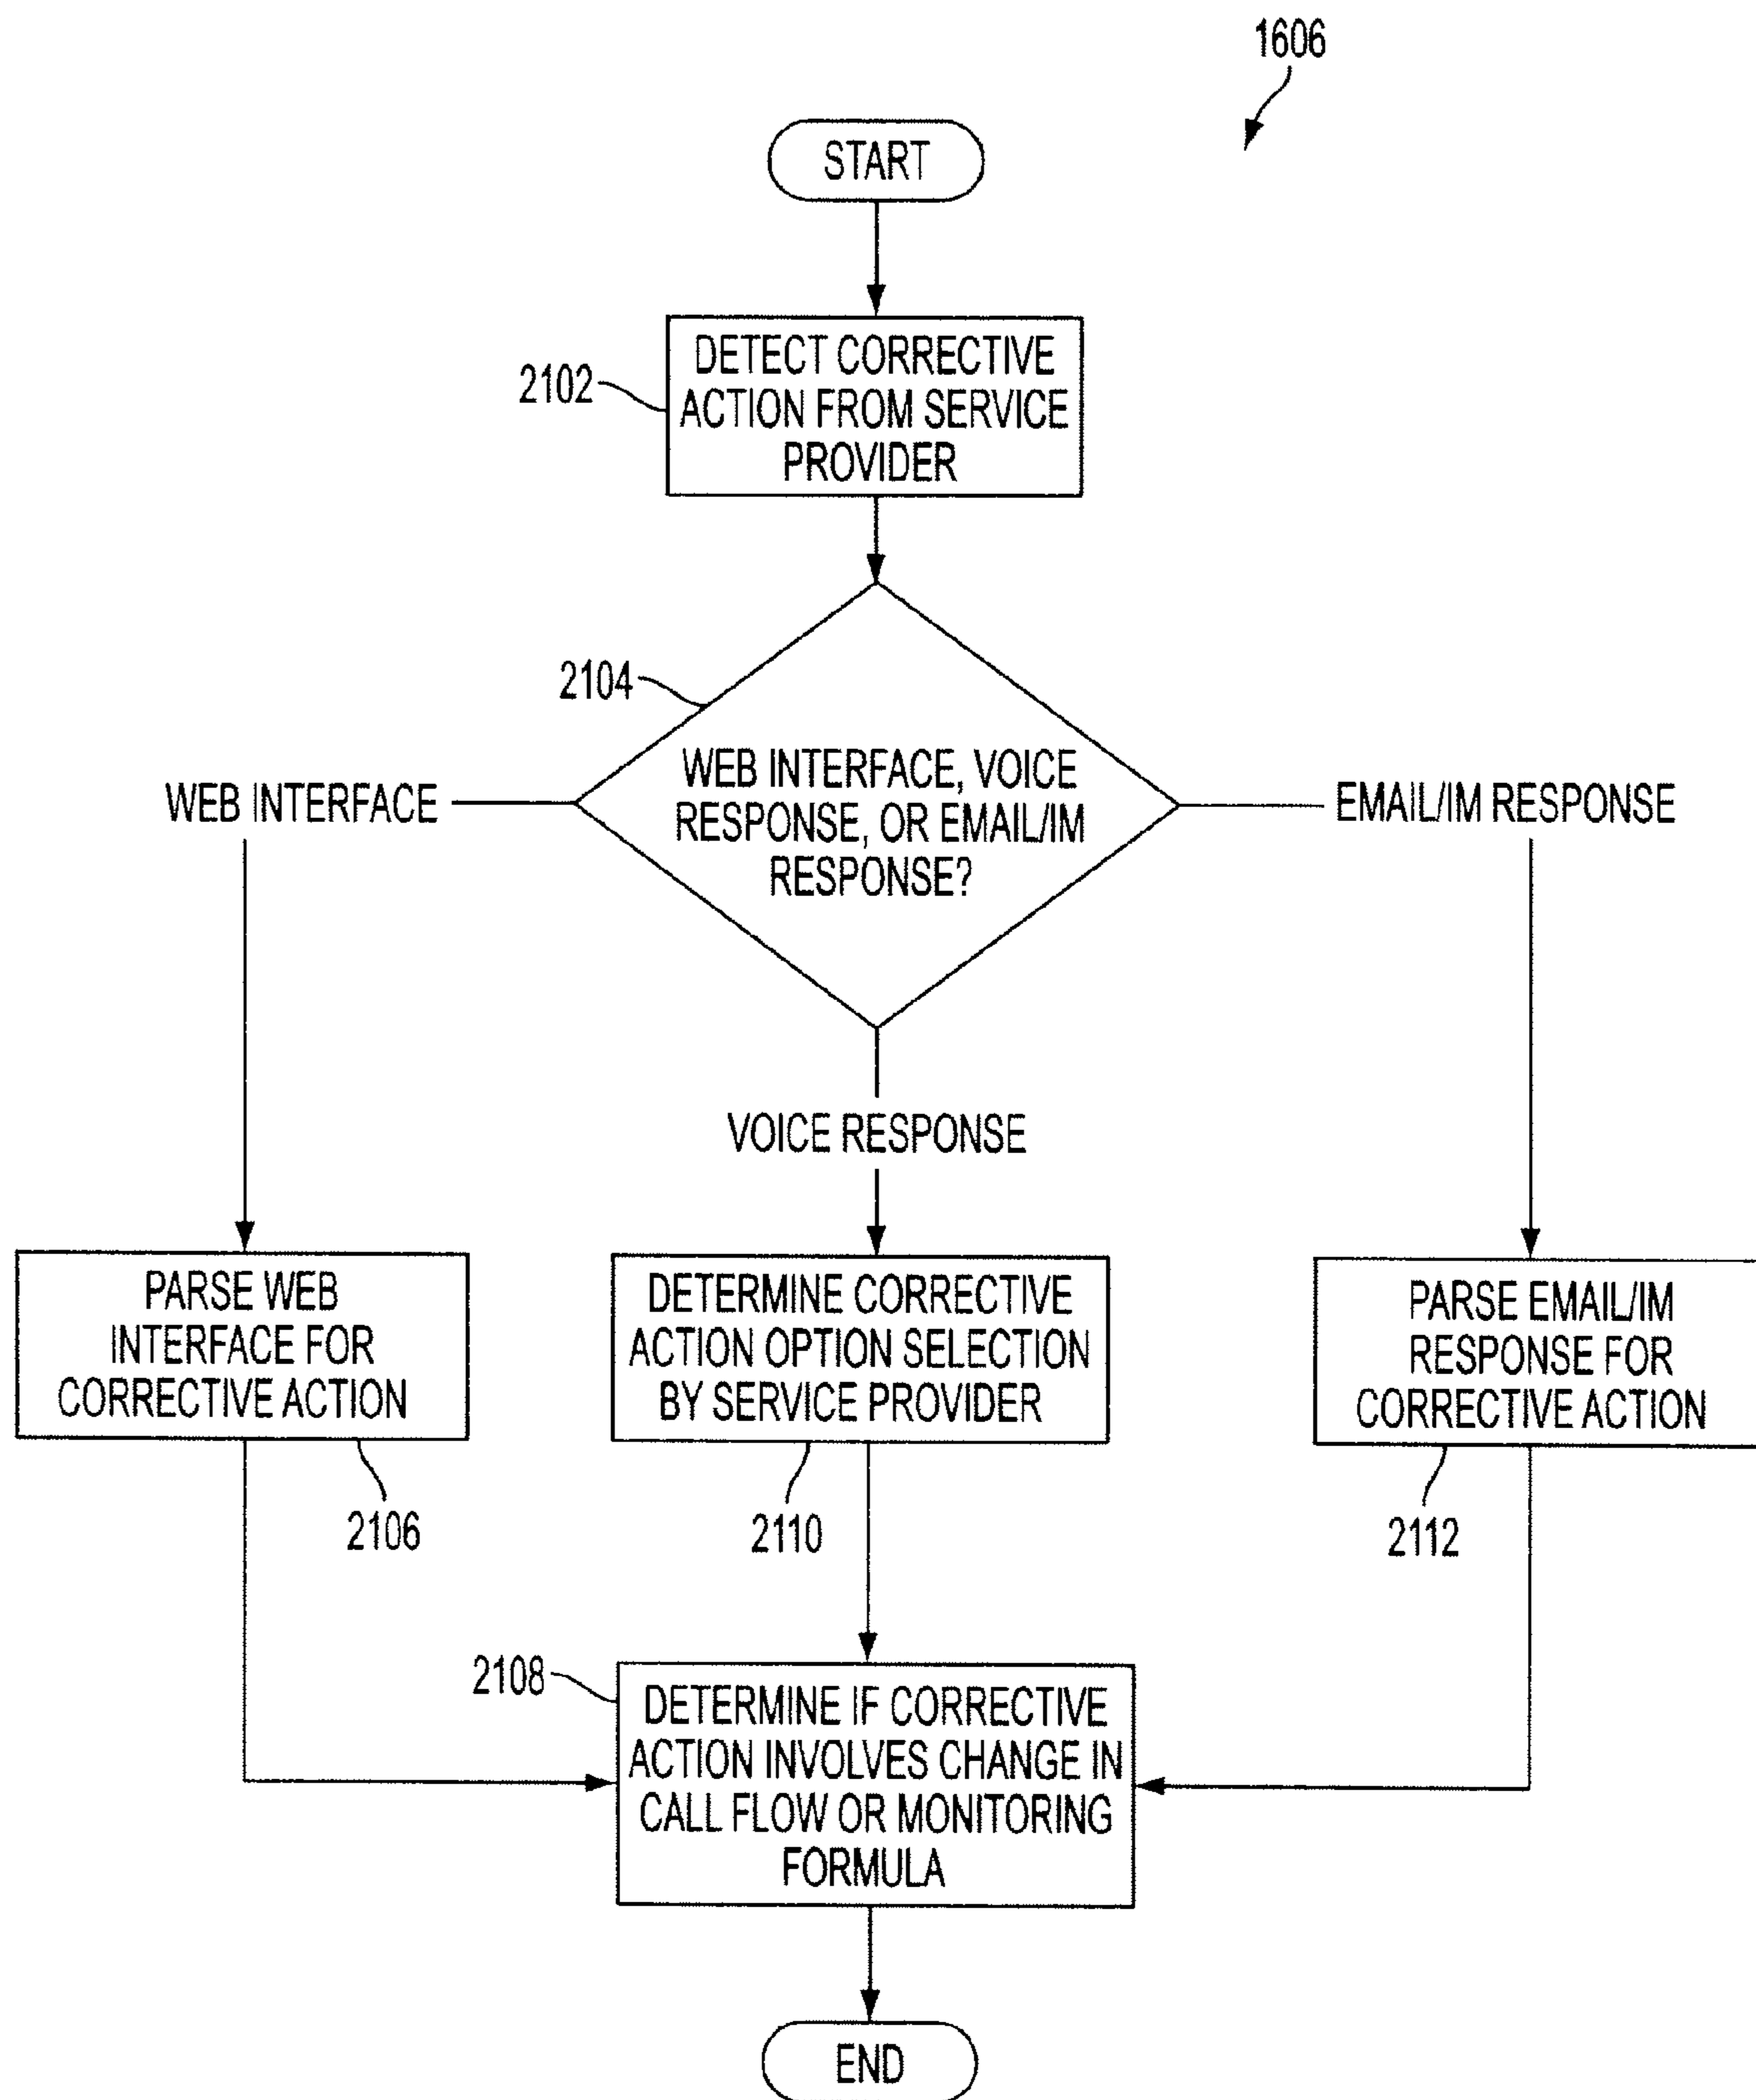 1606
START
2102
DETECT CORRECTIVE
ACTION FROM SERVICE
PROVIDER
2104
WEB INTERFACE, VOICE
RESPONSE, OR EMAIL/IM
RESPONSE?
WEB INTERFACE
EMAIL/IM RESPONSE
VOICE RESPONSE
PARSE WEB
INTERFACE FOR
CORRECTIVE ACTION
2106
DETERMINE CORRECTIVE
ACTION OPTION SELECTION
BY SERVICE PROVIDER
2110
PARSE EMAIL/IM
RESPONSE FOR
CORRECTIVE ACTION
2112
2108
DETERMINE IF CORRECTIVE
ACTION INVOLVES CHANGE IN
CALL FLOW OR MONITORING
FORMULA
END